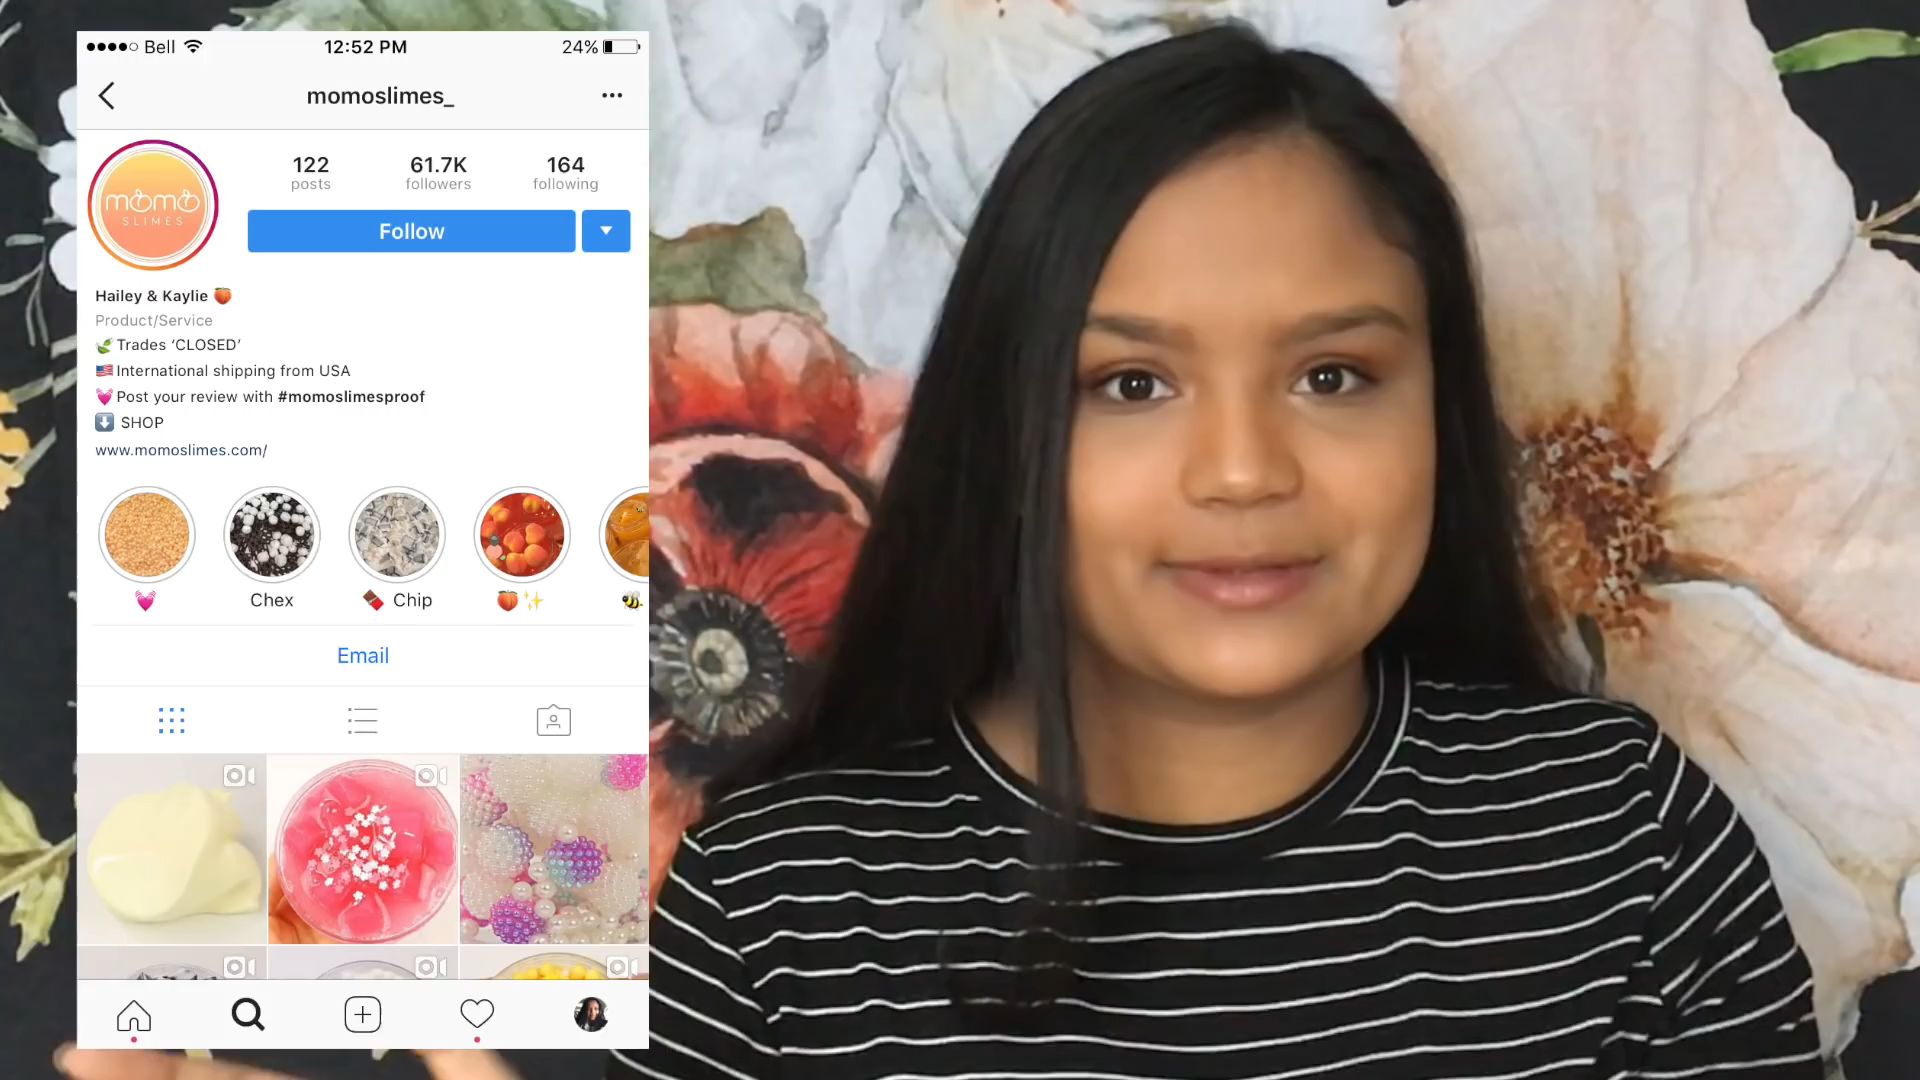 Bell 12:52 PM 24%
momoslimes_
122 61.7K 164
posts followers following
momo
SLIMES
Follow
Hailey & Kaylie 🍑
Product/Service
🍃Trades ‘CLOSED’
🇺🇸International shipping from USA
💓Post your review with #momoslimesproof
⬇️ SHOP
www.momoslimes.com/
💓 Chex 🍫 Chip 🍑✨ 🐝
Email